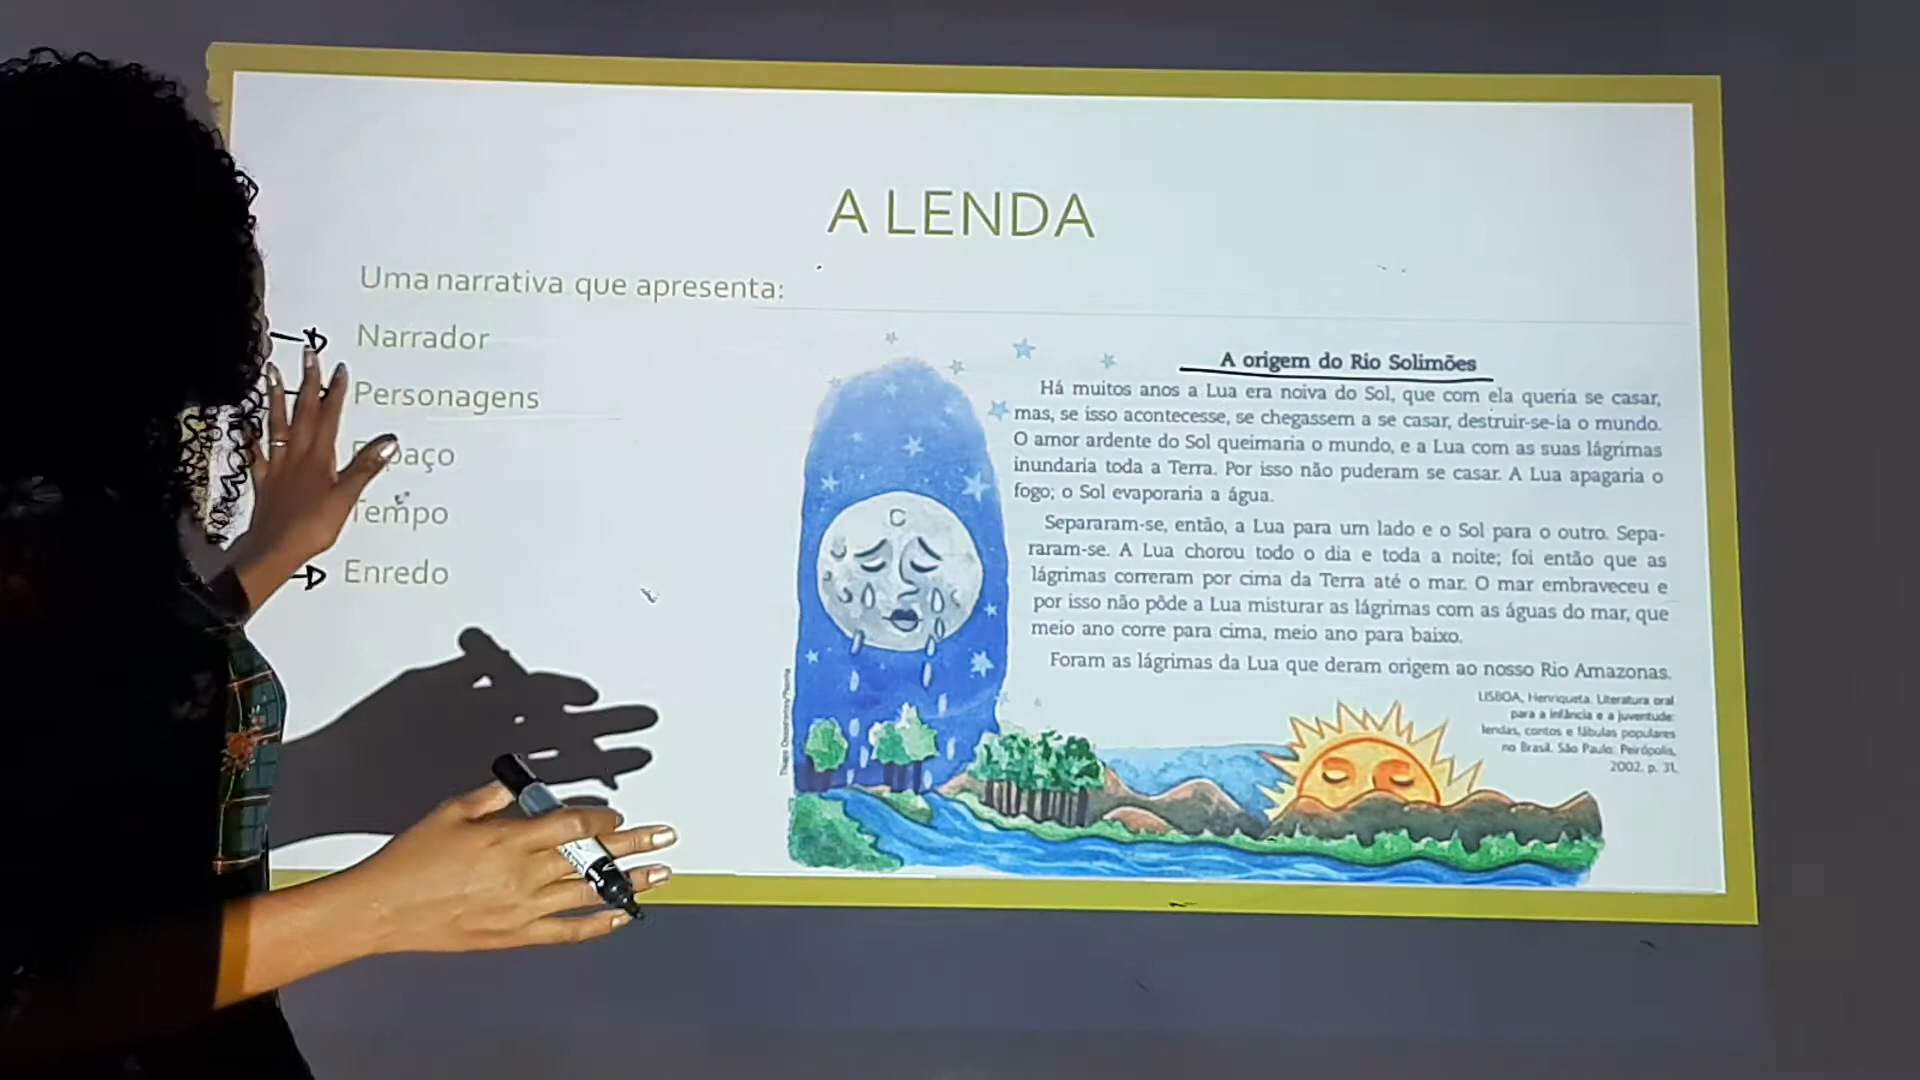 A LENDA
Uma narrativa que apresenta:
Narrador
Personagens
Espaço
Tempo
Enredo
A origem do Rio Solimões
Há muitos anos a Lua era noiva do Sol, que com ela queria se casar,
mas, se isso acontecesse, se chegassem a se casar, destruir-se-ia o mundo.
O amor ardente do Sol queimaria o mundo, e a Lua com as suas lágrimas
inundaria toda a Terra. Por isso não puderam se casar. A Lua apagaria o
fogo; o Sol evaporaria a água.
Separaram-se, então, a Lua para um lado e o Sol para o outro. Sepa-
raram-se. A Lua chorou todo o dia e toda a noite; foi então que as
lágrimas correram por cima da Terra até o mar. O mar embraveceu e
por isso não pôde a Lua misturar as lágrimas com as águas do mar, que
meio ano corre para cima, meio ano para baixo.
Foram as lágrimas da Lua que deram origem ao nosso Rio Amazonas.
LISBOA, Henriqueta. Literatura oral
para a infância e a juventude:
lendas, contos e fábulas populares
no Brasil. São Paulo: Peirópolis,
2002. p. 31.